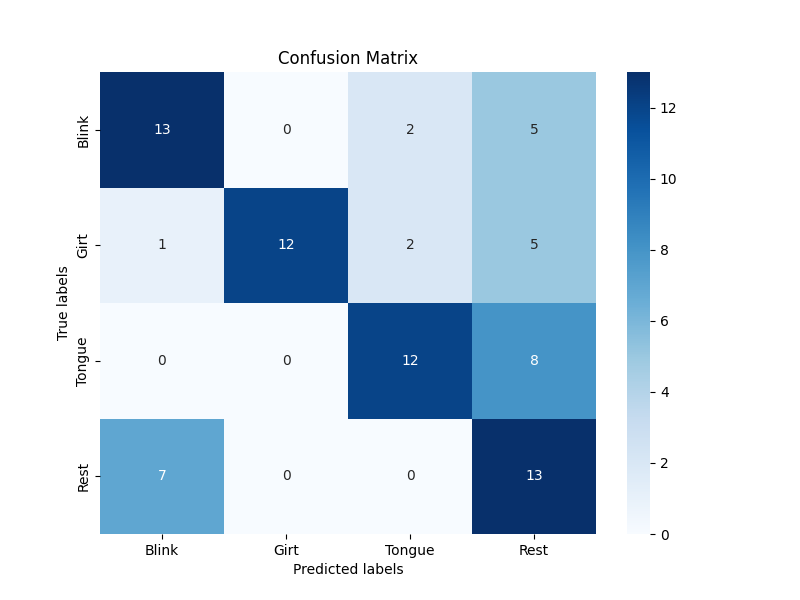 Confusion Matrix
True labels
Blink
13 0 2 5
Girt
1 12 2 5
Tongue
0 0 12 8
Rest
7 0 0 13
Blink Girt Tongue Rest
Predicted labels
12
10
8
6
4
2
0